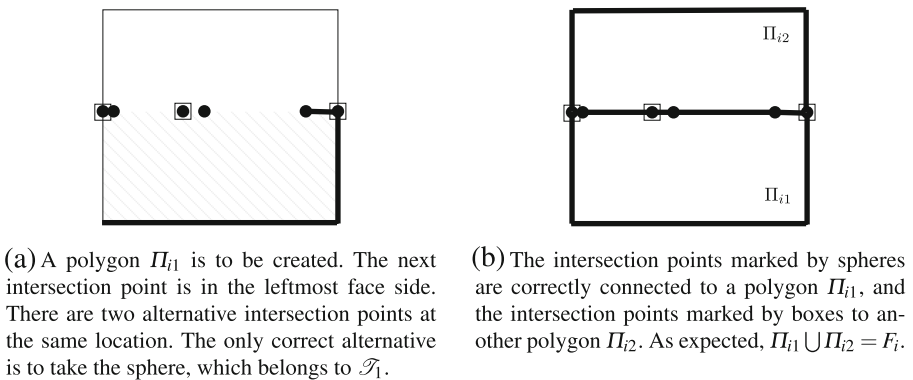 Π_{i2}
Π_{i1}
(a) A polygon Π_{i1} is to be created. The next
intersection point is in the leftmost face side.
There are two alternative intersection points at
the same location. The only correct alternative
is to take the sphere, which belongs to 𝒯_1.
(b) The intersection points marked by spheres
are correctly connected to a polygon Π_{i1}, and
the intersection points marked by boxes to an-
other polygon Π_{i2}. As expected, Π_{i1} ⋃ Π_{i2} = F_i.